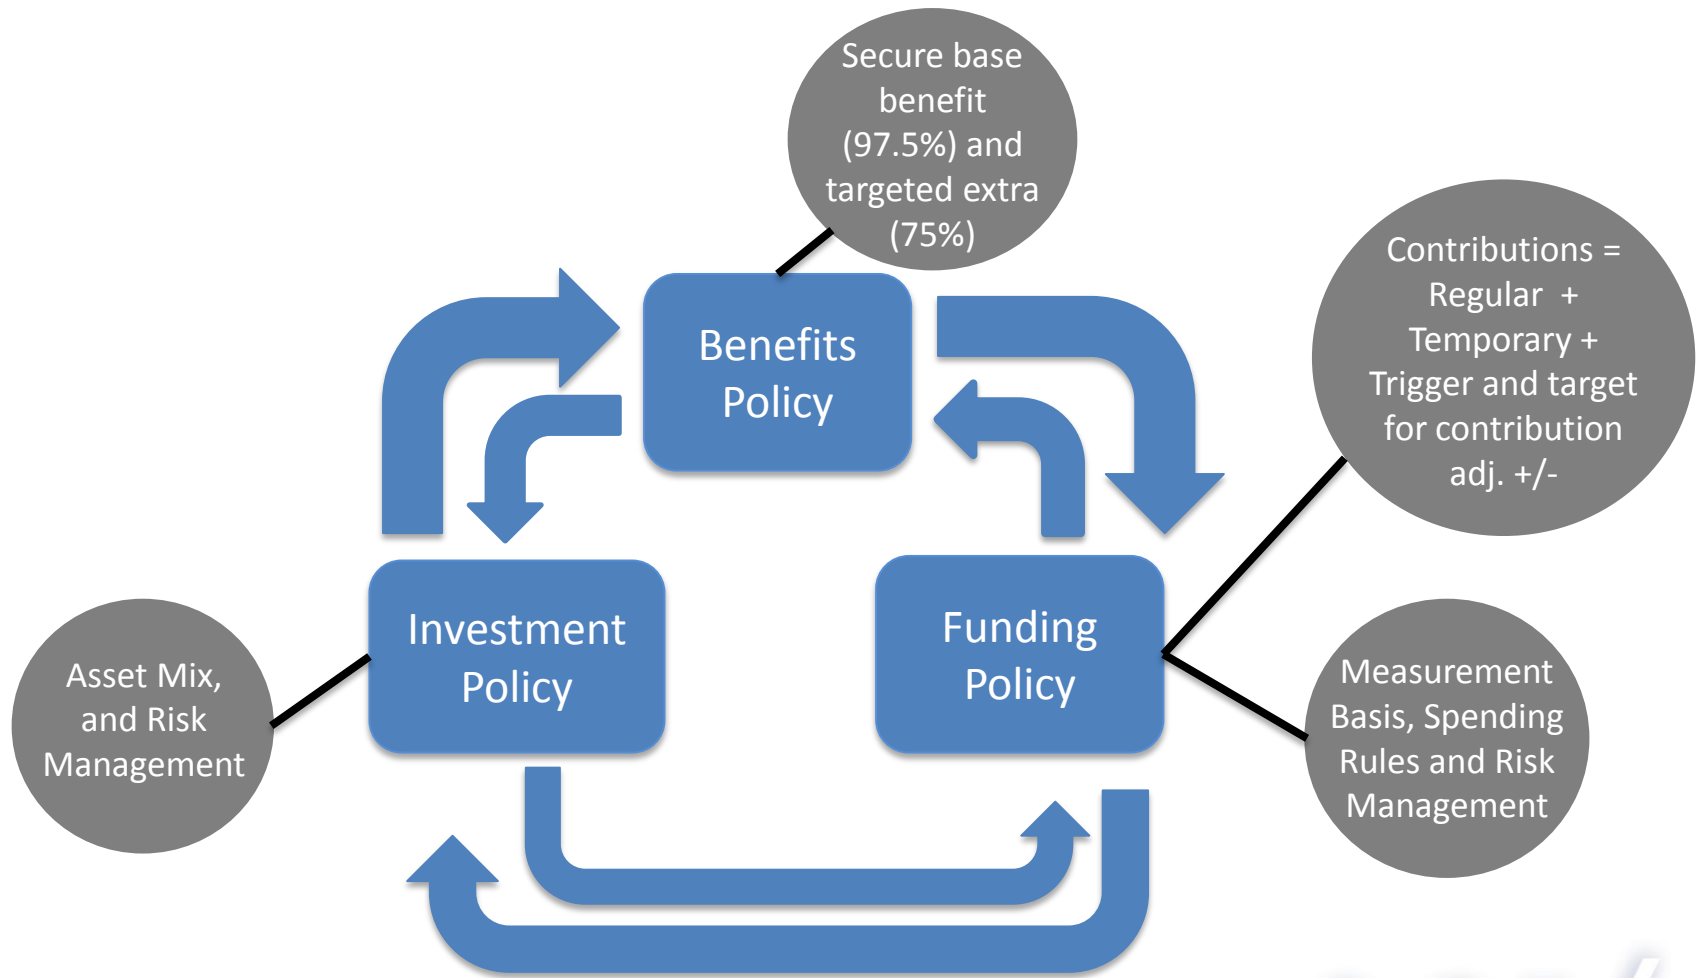 Secure base
benefit
(97.5%) and
targeted extra
(75%)
Contributions =
Regular +
Temporary +
Trigger and target
for contribution
adj. +/-
Benefits
Policy
Investment
Policy
Funding
Policy
Asset Mix,
and Risk
Management
Measurement
Basis, Spending
Rules and Risk
Management